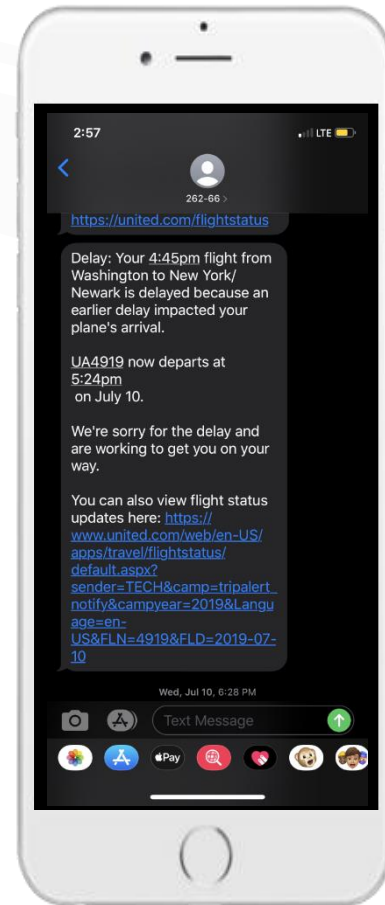 2:57
LTE
262-66 >
https://united.com/flightstatus
Delay: Your 4:45pm flight from
Washington to New York/
Newark is delayed because an
earlier delay impacted your
plane's arrival.
UA4919 now departs at
5:24pm
on July 10.
We're sorry for the delay and
are working to get you on your
way.
You can also view flight status
updates here: https://
www.united.com/web/en-US/
apps/travel/flightstatus/
default.aspx?
sender=TECH&camp=tripalert_
notify&campyear=2019&Langu
age=en-
US&FLN=4919&FLD=2019-07-
10
Wed, Jul 10, 6:28 PM
Text Message
Pay